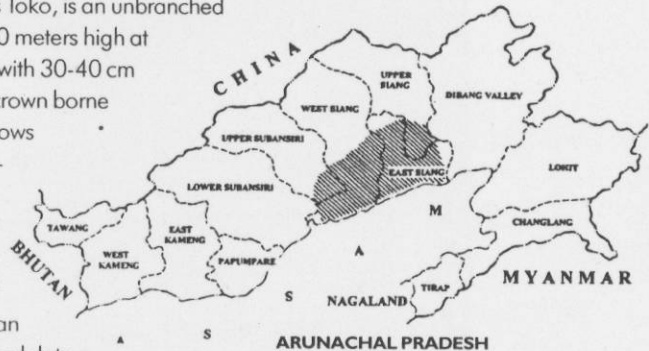 s Toko, is an unbranched
0 meters high at
with 30-40 cm
crown borne
ows
an
CHINA
UPPER SIANG
DIBANG VALLEY
WEST SIANG
UPPER SUBANSIRI
LOHIT
EAST SIANG
LOWER SUBANSIRI
TAWANG
EAST KAMENG
WEST KAMENG
PAPUMPARE
CHANGLANG
BHUTAN
MYANMAR
NAGALAND
TIRAP
A S S A M
ARUNACHAL PRADESH